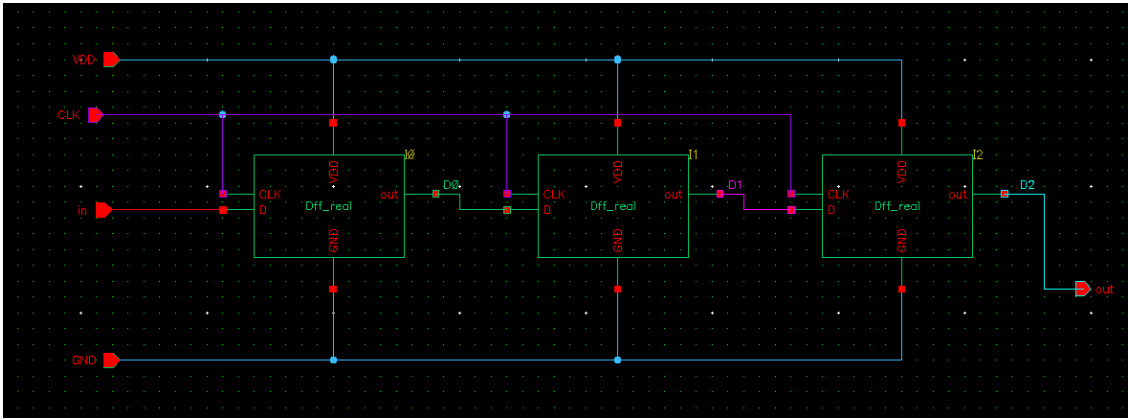 VDD
CLK
I0
I1
I2
VDD
VDD
VDD
CLK
out
D0
CLK
out
D1
CLK
out
D2
in
D
Dff_real
D
Dff_real
D
Dff_real
GND
GND
GND
out
GND